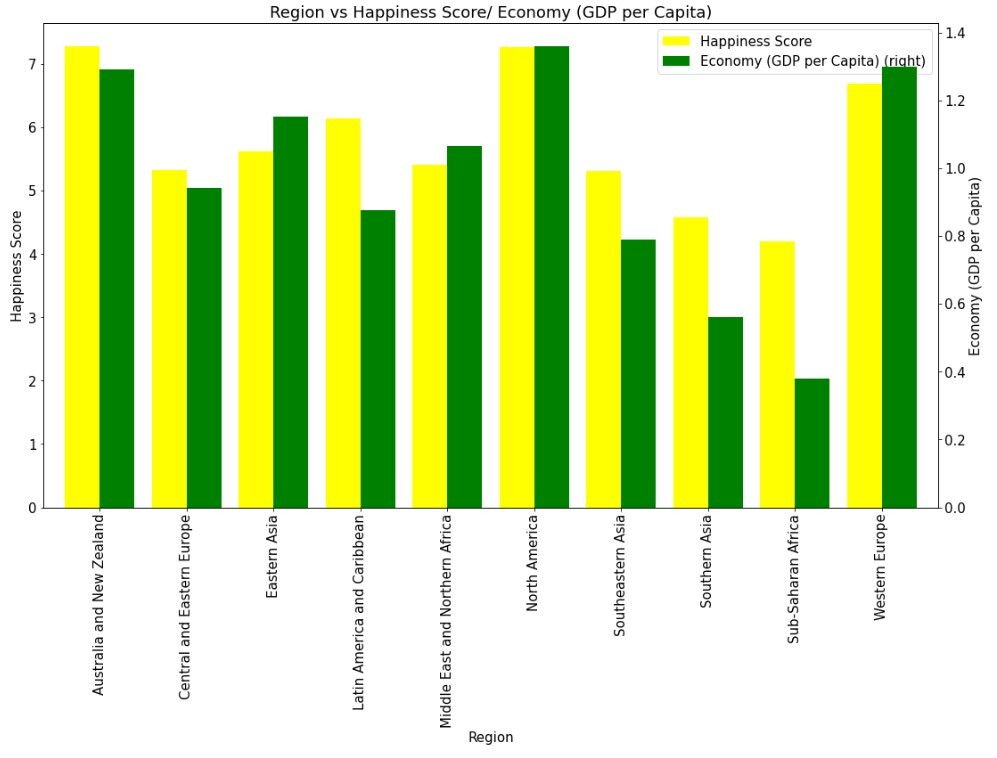 Region vs Happiness Score/ Economy (GDP per Capita)
Happiness Score
Economy (GDP per Capita) (right)
Happiness Score
7
6
5
4
3
2
1
0
1.4
1.2
1.0
0.8
0.6
0.4
0.2
0.0
Economy (GDP per Capita)
Australia and New Zealand
Central and Eastern Europe
Eastern Asia
Latin America and Caribbean
Middle East and Northern Africa
North America
Southeastern Asia
Southern Asia
Sub-Saharan Africa
Western Europe
Region